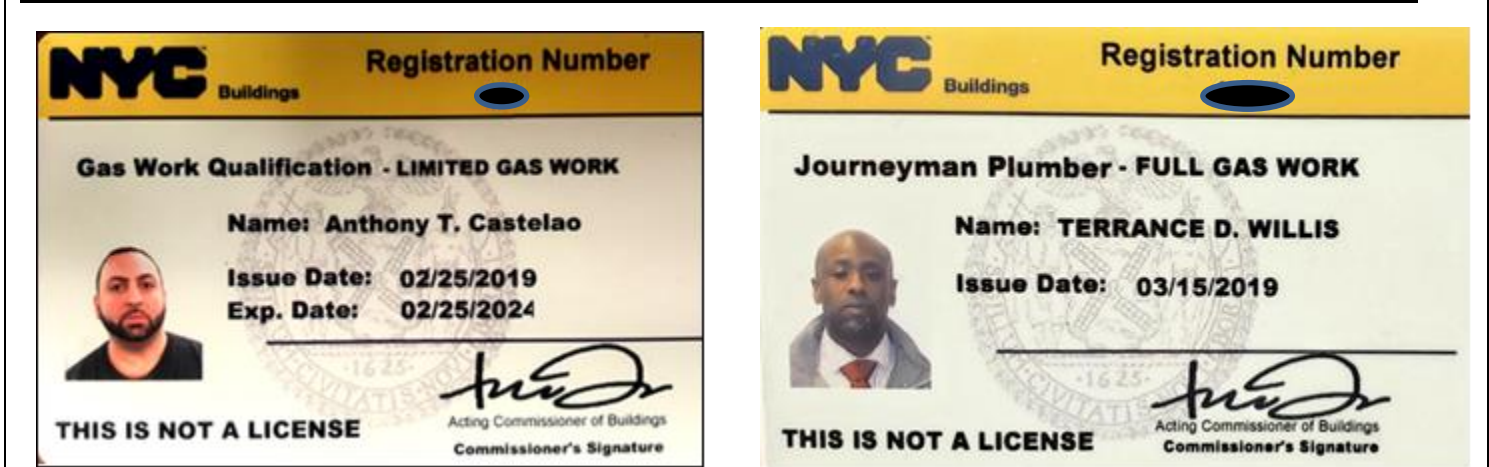 NYC Buildings
Registration Number
Gas Work Qualification - LIMITED GAS WORK
Name: Anthony T. Castelao
Issue Date: 02/25/2019
Exp. Date: 02/25/2024
·1625·
THIS IS NOT A LICENSE
Acting Commissioner of Buildings
Commissioner's Signature
NYC Buildings
Registration Number
Journeyman Plumber - FULL GAS WORK
Name: TERRANCE D. WILLIS
Issue Date: 03/15/2019
·1625·
THIS IS NOT A LICENSE
Acting Commissioner of Buildings
Commissioner's Signature